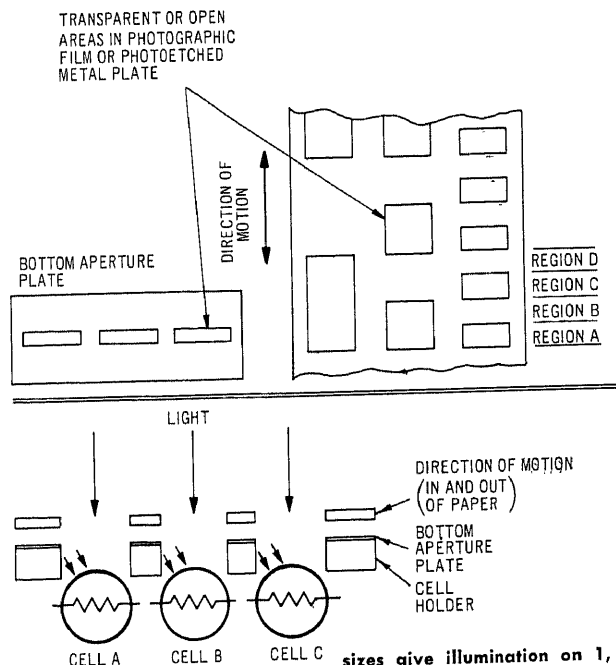 TRANSPARENT OR OPEN
AREAS IN PHOTOGRAPHIC
FILM OR PHOTOETCHED
METAL PLATE
DIRECTION OF
MOTION
BOTTOM APERTURE
PLATE
REGION D
REGION C
REGION B
REGION A
LIGHT
DIRECTION OF MOTION
(IN AND OUT)
OF PAPER
BOTTOM
APERTURE
PLATE
CELL
HOLDER
CELL A CELL B CELL C
sizes give illumination on 1,